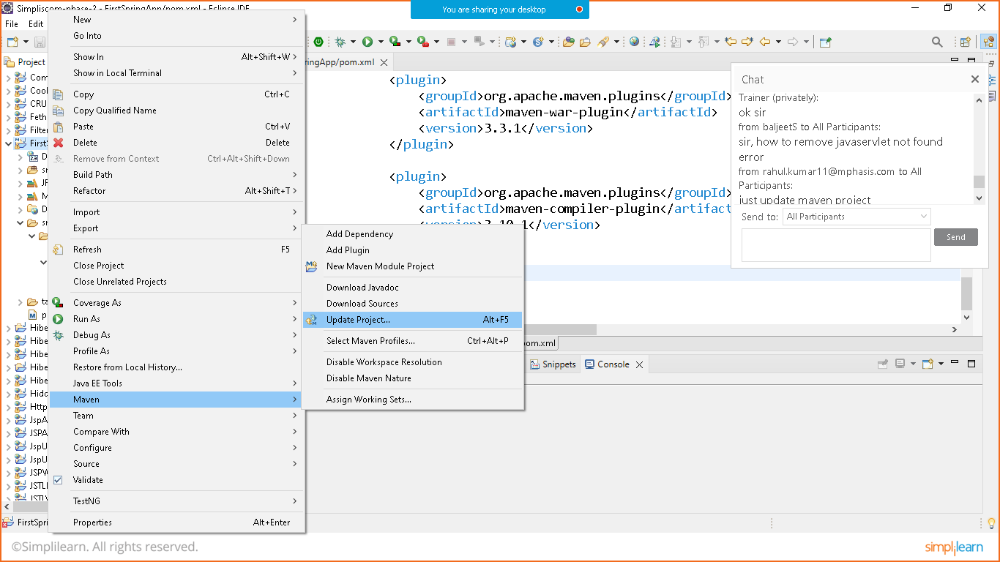 Simpliscom-phase-2 - FirstSpringApp/pom.xml - Eclipse IDE
You are sharing your desktop
File Edit
Project
Com
Cook
CRU
Feth
Filter
FirstS
D
sr
JR
M
D
sr
ta
p
Hibe
Hibe
Hibe
Hibe
Hibe
Hidd
Http
JspA
JSPA
JspU
JspU
JSPV
JSTLI
JSTLV
FirstSpri
New
Go Into
Show In Alt+Shift+W
Show in Local Terminal
Copy Ctrl+C
Copy Qualified Name
Paste Ctrl+V
Delete Delete
Remove from Context Ctrl+Alt+Shift+Down
Build Path
Refactor Alt+Shift+T
Import
Export
Refresh F5
Close Project
Close Unrelated Projects
Coverage As
Run As
Debug As
Profile As
Restore from Local History...
Java EE Tools
Maven
Team
Compare With
Configure
Source
Validate
TestNG
Properties Alt+Enter
Add Dependency
Add Plugin
New Maven Module Project
Download Javadoc
Download Sources
Update Project... Alt+F5
Select Maven Profiles... Ctrl+Alt+P
Disable Workspace Resolution
Disable Maven Nature
Assign Working Sets...
ringApp/pom.xml
<plugin>
<groupId>org.apache.maven.plugins</groupId>
<artifactId>maven-war-plugin</artifactId>
<version>3.3.1</version>
</plugin>
<plugin>
<groupId>org.apache.maven.plugins</groupId>
<artifactId>maven-compiler-plugin</artifac
<version>3.10.1</version>
pom.xml
Snippets Console
Chat
Trainer (privately):
ok sir
from baljeetS to All Participants:
sir, how to remove javaservlet not found
error
from rahul.kumar11@mphasis.com to All
Participants:
just update maven project
Send to: All Participants
Send
©Simplilearn. All rights reserved.
simplilearn